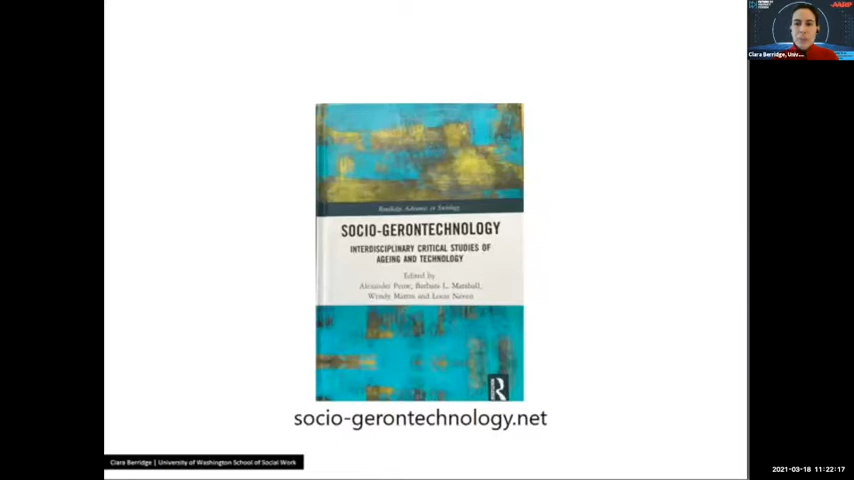 AARP
Clara Berridge, Univ...
Routledge Advances in Sociology
SOCIO-GERONTECHNOLOGY
INTERDISCIPLINARY CRITICAL STUDIES OF
AGEING AND TECHNOLOGY
Edited by
Alexander Peine, Barbara L. Marshall,
Wendy Martin and Louis Neven
socio-gerontechnology.net
Clara Berridge | University of Washington School of Social Work
2021-03-18 11:22:17